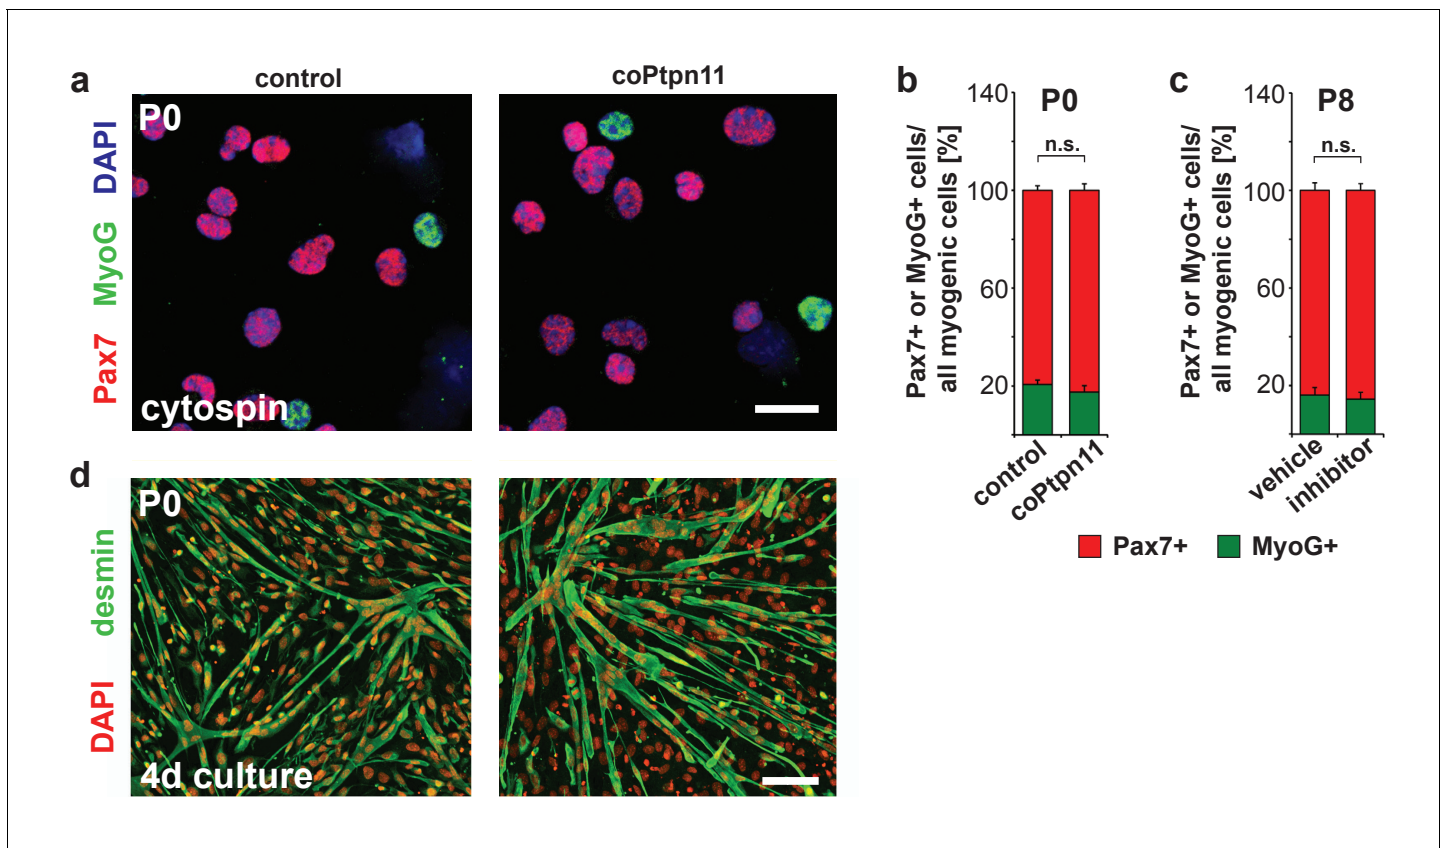 a
control
coPtpn11
Pax7 MyoG DAPI
P0
cytospin
b
Pax7+ or MyoG+ cells/
all myogenic cells [%]
140
100
60
20
P0
n.s.
control
coPtpn11
c
Pax7+ or MyoG+ cells/
all myogenic cells [%]
140
100
60
20
P8
n.s.
vehicle
inhibitor
Pax7+
MyoG+
d
DAPI desmin
P0
4d culture